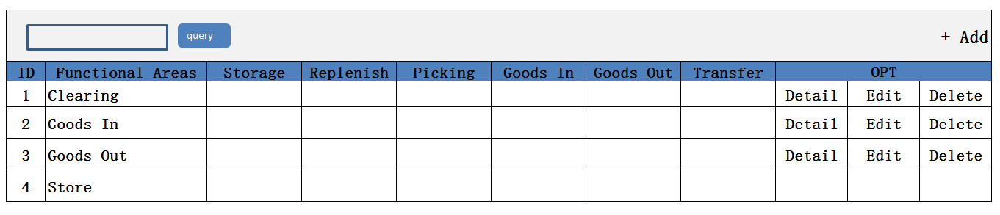 query
+ Add
ID Functional Areas Storage Replenish Picking Goods In Goods Out Transfer OPT
1 Clearing Detail Edit Delete
2 Goods In Detail Edit Delete
3 Goods Out Detail Edit Delete
4 Store